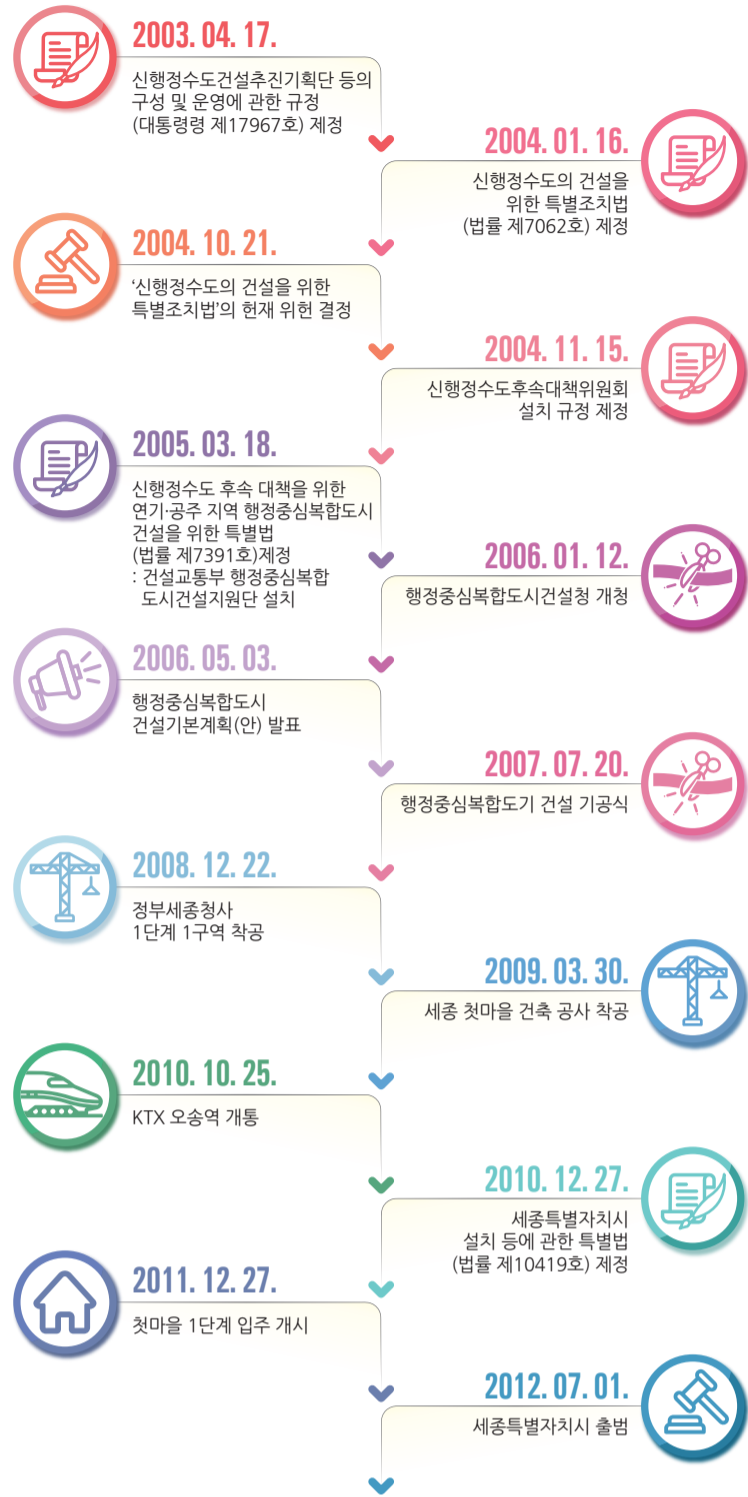 2003. 04. 17.
신행정수도건설추진기획단 등의
구성 및 운영에 관한 규정
(대통령령 제17967호) 제정
2004. 01. 16.
신행정수도의 건설을
위한 특별조치법
(법률 제7062호) 제정
2004. 10. 21.
‘신행정수도의 건설을 위한
특별조치법’의 헌재 위헌 결정
2004. 11. 15.
신행정수도후속대책위원회
설치 규정 제정
2005. 03. 18.
신행정수도 후속 대책을 위한
연기·공주 지역 행정중심복합도시
건설을 위한 특별법
(법률 제7391호)제정
: 건설교통부 행정중심복합
도시건설지원단 설치
2006. 01. 12.
행정중심복합도시건설청 개청
2006. 05. 03.
행정중심복합도시
건설기본계획(안) 발표
2007. 07. 20.
행정중심복합도기 건설 기공식
2008. 12. 22.
정부세종청사
1단계 1구역 착공
2009. 03. 30.
세종 첫마을 건축 공사 착공
2010. 10. 25.
KTX 오송역 개통
2010. 12. 27.
세종특별자치시
설치 등에 관한 특별법
(법률 제10419호) 제정
2011. 12. 27.
첫마을 1단계 입주 개시
2012. 07. 01.
세종특별자치시 출범